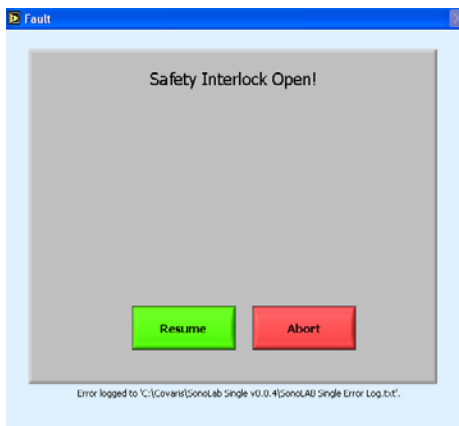 Fault
Safety Interlock Open!
Resume
Abort
Error logged to 'C:\Covaris\SonoLab Single v0.0.4\SonoLAB Single Error Log.txt'.